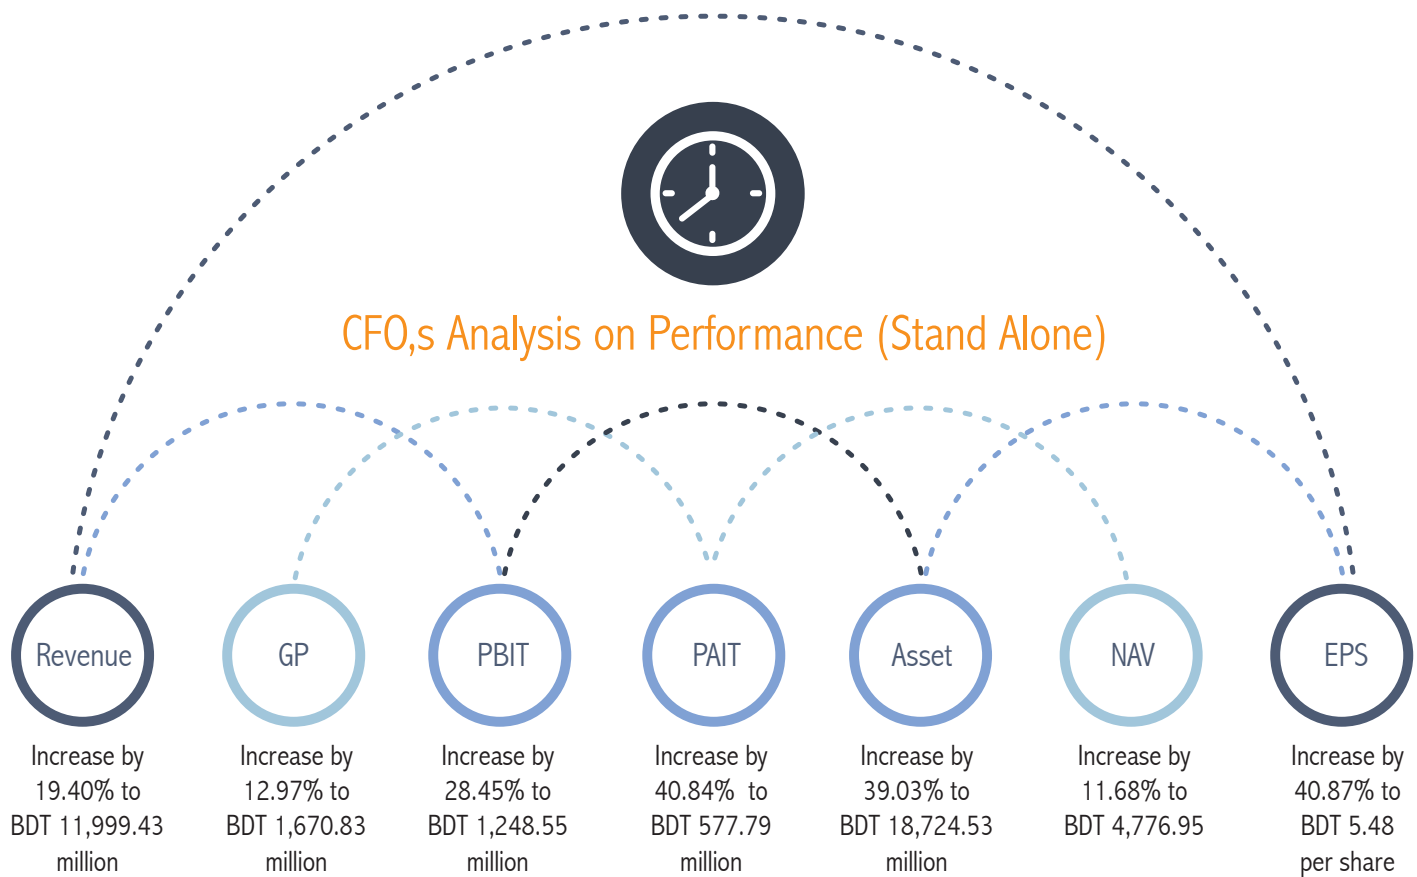 CFO,s Analysis on Performance (Stand Alone)
Revenue
Increase by
19.40% to
BDT 11,999.43
million
GP
Increase by
12.97% to
BDT 1,670.83
million
PBIT
Increase by
28.45% to
BDT 1,248.55
million
PAIT
Increase by
40.84% to
BDT 577.79
million
Asset
Increase by
39.03% to
BDT 18,724.53
million
NAV
Increase by
11.68% to
BDT 4,776.95
EPS
Increase by
40.87% to
BDT 5.48
per share